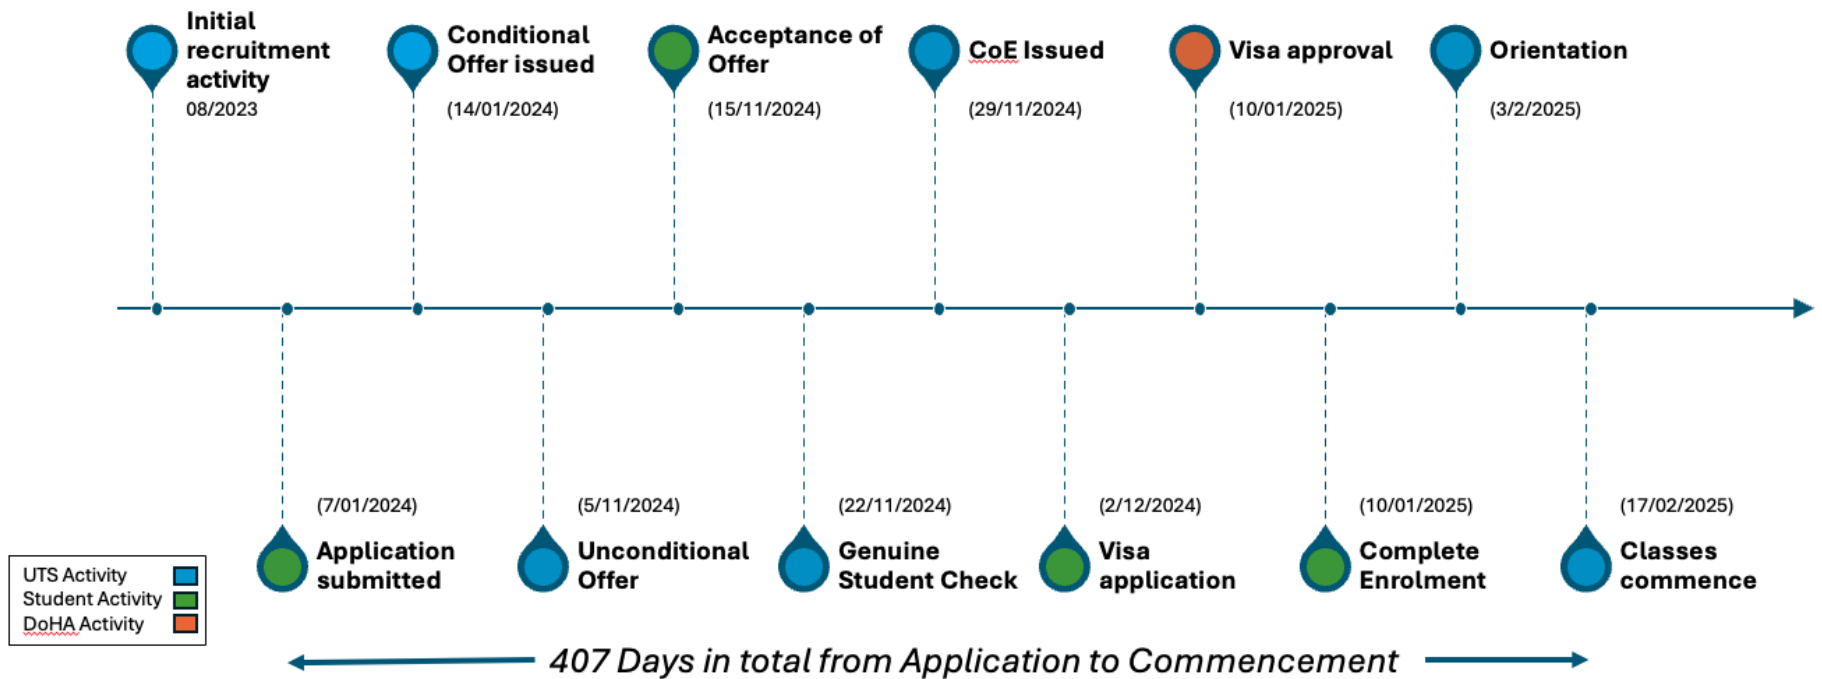 Initial
recruitment
activity
08/2023
Conditional
Offer issued
(14/01/2024)
Acceptance of
Offer
(15/11/2024)
CoE Issued
(29/11/2024)
Visa approval
(10/01/2025)
Orientation
(3/2/2025)
(7/01/2024)
Application
submitted
(5/11/2024)
Unconditional
Offer
(22/11/2024)
Genuine
Student Check
(2/12/2024)
Visa
application
(10/01/2025)
Complete
Enrolment
(17/02/2025)
Classes
commence
UTS Activity
Student Activity
DoHA Activity
407 Days in total from Application to Commencement